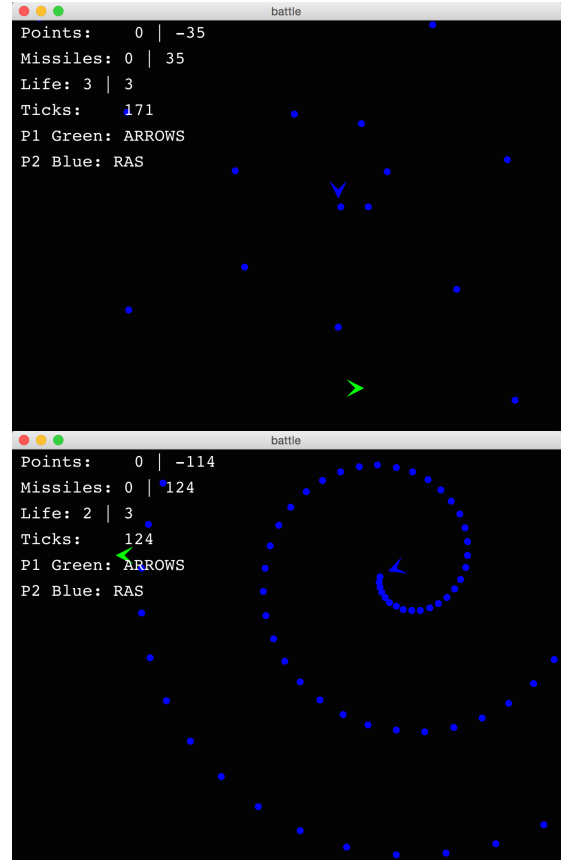 battle
Points: 0 | -35
Missiles: 0 | 35
Life: 3 | 3
Ticks: 171
P1 Green: ARROWS
P2 Blue: RAS
battle
Points: 0 | -114
Missiles: 0 | 124
Life: 2 | 3
Ticks: 124
P1 Green: ARROWS
P2 Blue: RAS